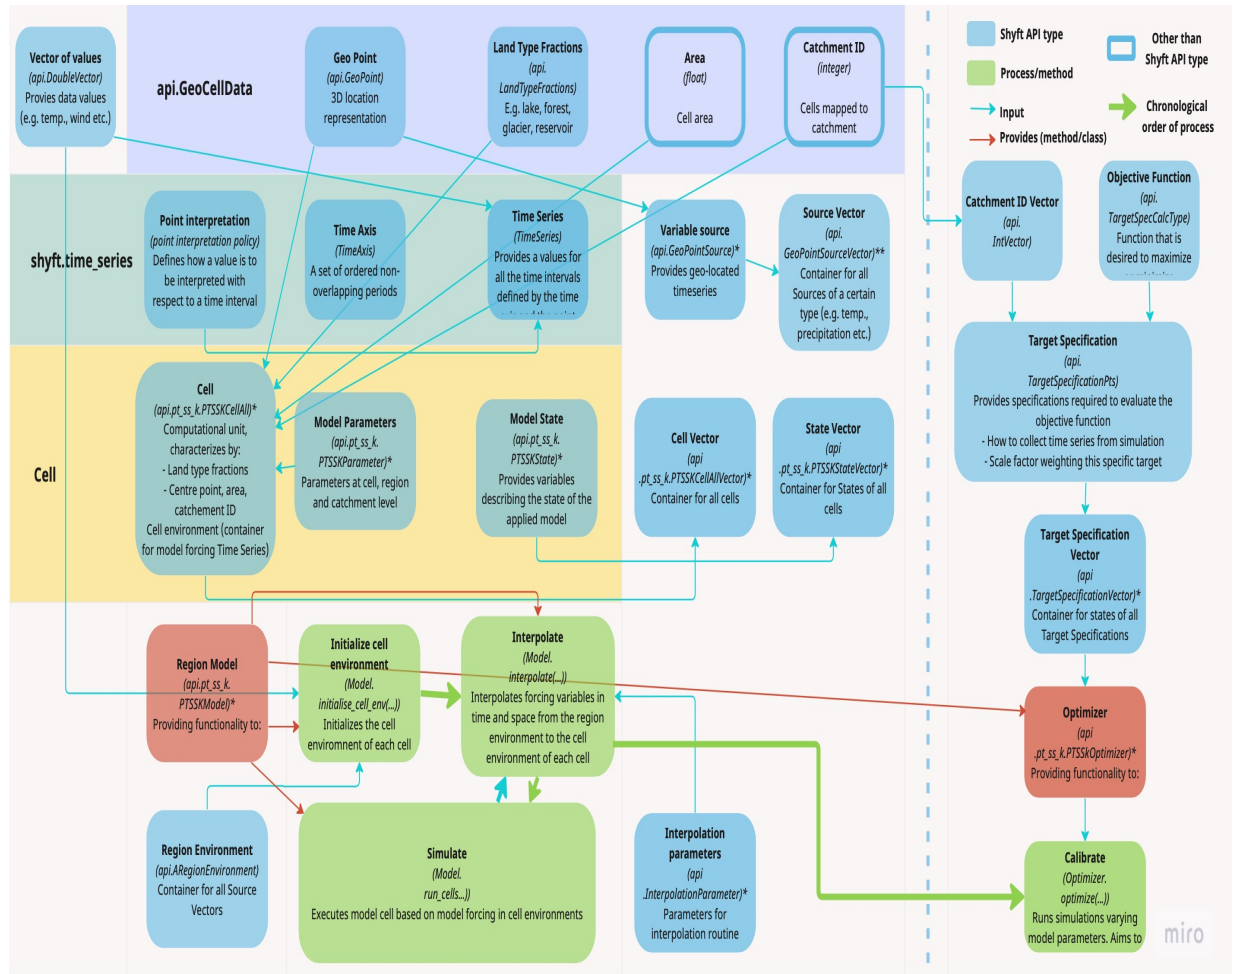 Vector of values
(api.DoubleVector)
Provies data values
(e.g. temp., wind etc.)
api.GeoCellData
Geo Point
(api.GeoPoint)
3D location
representation
Land Type Fractions
(api.
LandTypeFractions)
E.g. lake, forest,
glacier, reservoir
Area
(float)
Cell area
Catchment ID
(integer)
Cells mapped to
catchment
Shyft API type
Other than
Shyft API type
Process/method
Input
Chronological
order of process
Provides (method/class)
shyft.time_series
Point interpretation
(point interpretation policy)
Defines how a value is to
be interpreted with
respect to a time interval
Time Axis
(TimeAxis)
A set of ordered non-
overlapping periods
Time Series
(TimeSeries)
Provides a values for
all the time intervals
defined by the time
axis and the point
Variable source
(api.GeoPointSource)*
Provides geo-located
timeseries
Source Vector
(api.
GeoPointSourceVector)**
Container for all
Sources of a certain
type (e.g. temp.,
precipitation etc.)
Catchment ID Vector
(api.
IntVector)
Objective Function
(api.
TargetSpecCalcType)
Function that is
desired to maximize
Target Specification
(api.
TargetSpecificationPts)
Provides specifications required to evaluate the
objective function
- How to collect time series from simulation
- Scale factor weighting this specific target
Cell
Cell
(api.pt_ss_k.PTSSKCellAll)*
Computational unit,
characterizes by:
- Land type fractions
- Centre point, area,
catchement ID
Cell environment (container
for model forcing Time Series)
Model Parameters
(api.pt_ss_k.
PTSSKParameter)*
Parameters at cell, region
and catchment level
Model State
(api.pt_ss_k.
PTSSKState)*
Provides variables
describing the state of the
applied model
Cell Vector
(api
.pt_ss_k.PTSSKCellAllVector)*
Container for all cells
State Vector
(api
.pt_ss_k.PTSSKStateVector)*
Container for States of all
cells
Target Specification
Vector
(api
.TargetSpecificationVector)*
Container for states of all
Target Specifications
Region Model
(api.pt_ss_k.
PTSSKModel)*
Providing functionality to:
Initialize cell
environment
(Model.
initialise_cell_env(...))
Initializes the cell
enviromnent of each cell
Interpolate
(Model.
interpolate(...))
Interpolates forcing variables in
time and space from the region
environment to the cell
environment of each cell
Optimizer
(api
.pt_ss_k.PTSSkOptimizer)*
Providing functionality to:
Region Environment
(api.ARegionEnvironment)
Container for all Source
Vectors
Simulate
(Model.
run_cells...))
Executes model cell based on model forcing in cell environments
Interpolation
parameters
(api
.InterpolationParameter)*
Parameters for
interpolation routine
Calibrate
(Optimizer.
optimize(...))
Runs simulations varying
model parameters. Aims to
miro